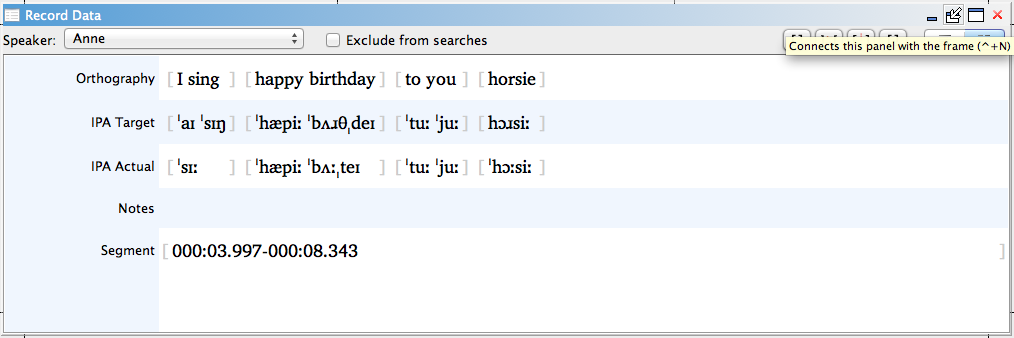 Record Data
Speaker: Anne Exclude from searches
Connects this panel with the frame (^+N)
Orthography [ I sing ] [ happy birthday ] [ to you ] [ horsie ]
IPA Target [ ˈaɪ ˈsɪŋ ] [ ˈhæpiː ˈbʌɹθˌdeɪ ] [ ˈtuː ˈjuː ] [ hɔɹsiː ]
IPA Actual [ ˈsɪː ] [ ˈhæpiː ˈbʌːˌteɪ ] [ ˈtuː ˈjuː ] [ ˈhɔːsiː ]
Notes
Segment [ 000:03.997-000:08.343 ]